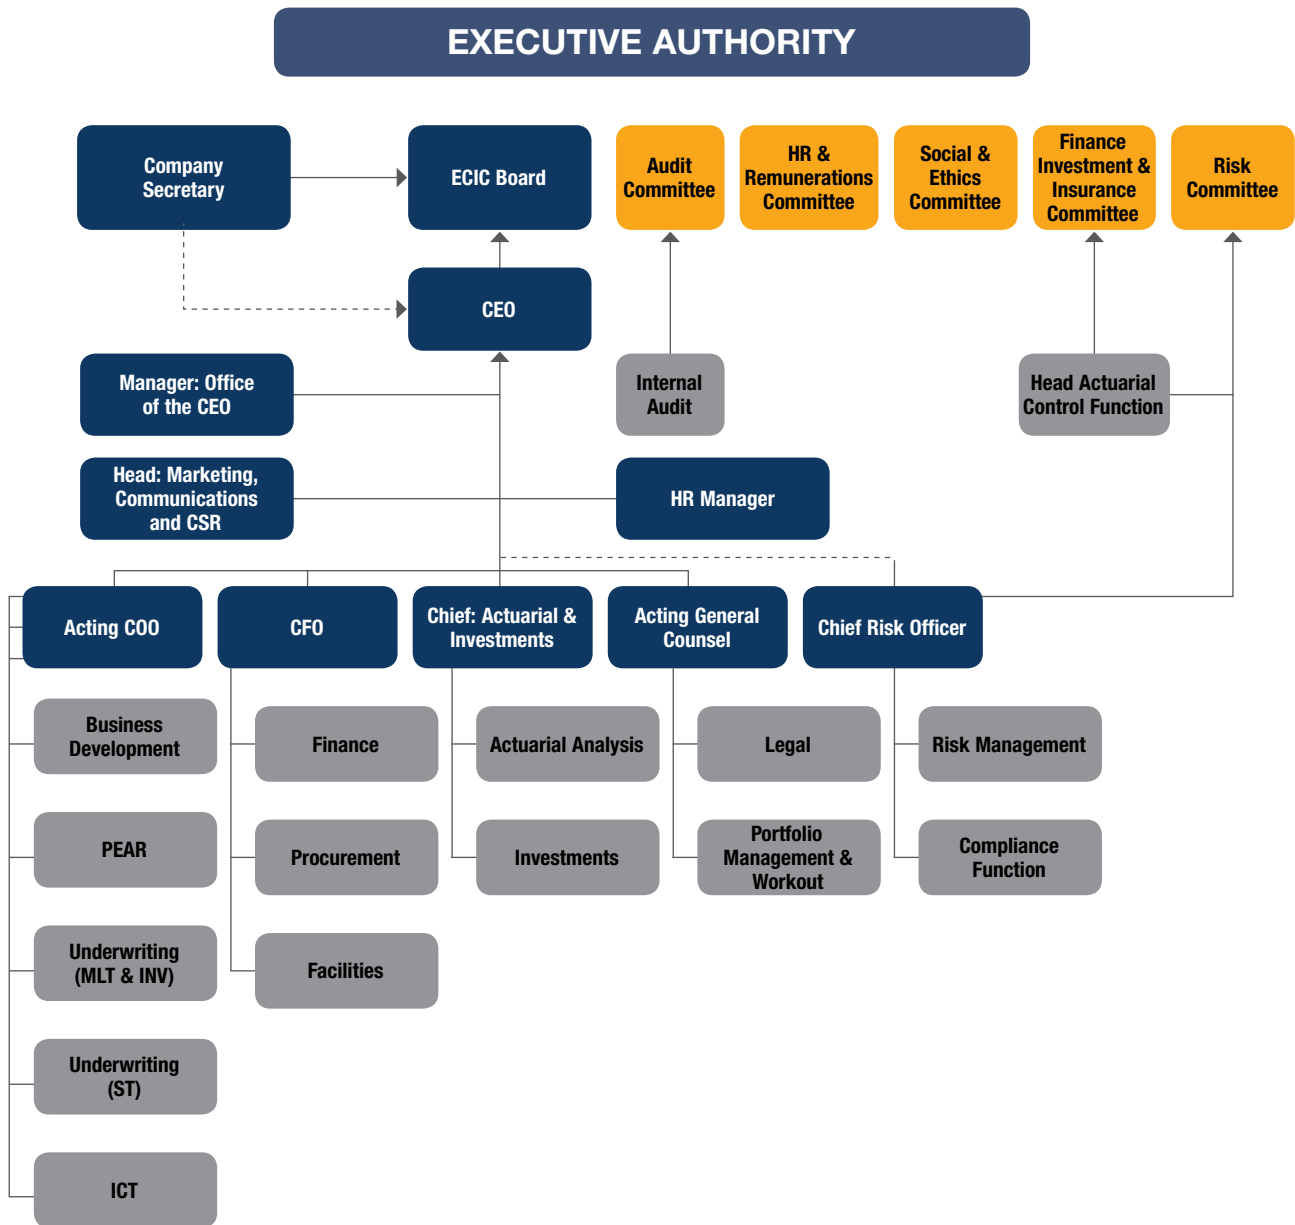 EXECUTIVE AUTHORITY
Company
Secretary
ECIC Board
Audit
Committee
HR &
Remunerations
Committee
Social &
Ethics
Committee
Finance
Investment &
Insurance
Committee
Risk
Committee
CEO
Manager: Office
of the CEO
Internal
Audit
Head Actuarial
Control Function
Head: Marketing,
Communications
and CSR
HR Manager
Acting COO
CFO
Chief: Actuarial &
Investments
Acting General
Counsel
Chief Risk Officer
Business
Development
Finance
Actuarial Analysis
Legal
Risk Management
PEAR
Procurement
Investments
Portfolio
Management &
Workout
Compliance
Function
Underwriting
(MLT & INV)
Facilities
Underwriting
(ST)
ICT